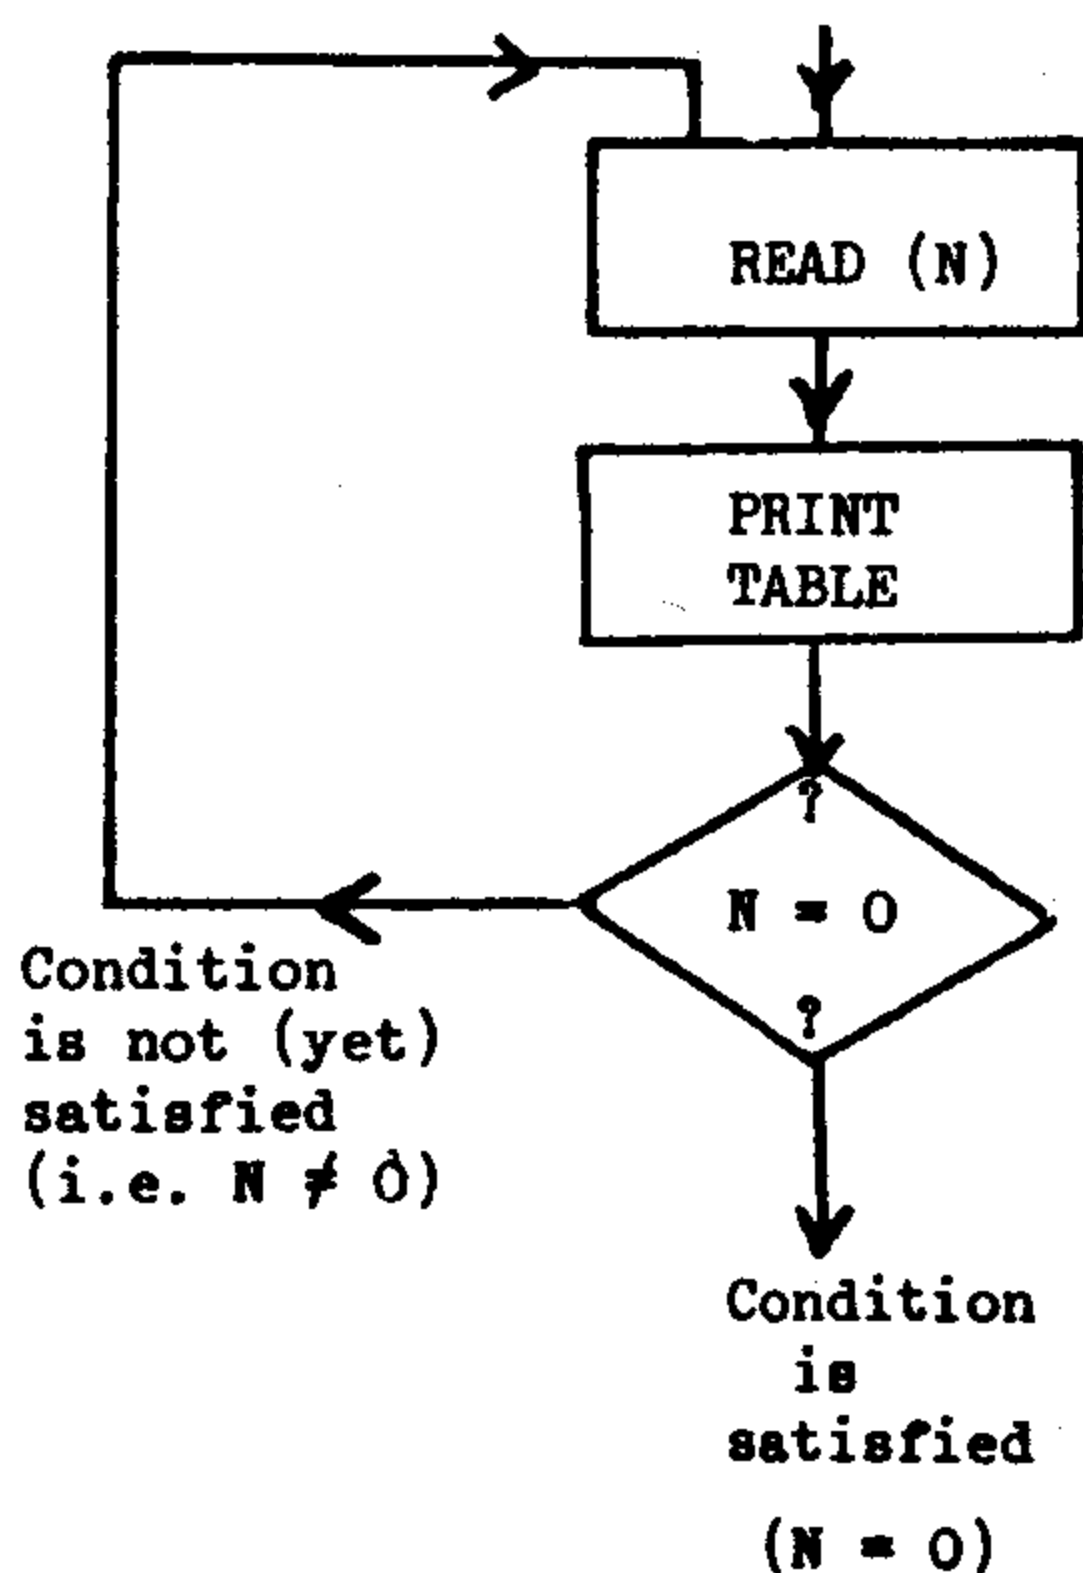 READ (N)
PRINT
TABLE
?
N = 0
?
Condition
is not (yet)
satisfied
(i.e. N ≠ 0)
Condition
is
satisfied
(N = 0)